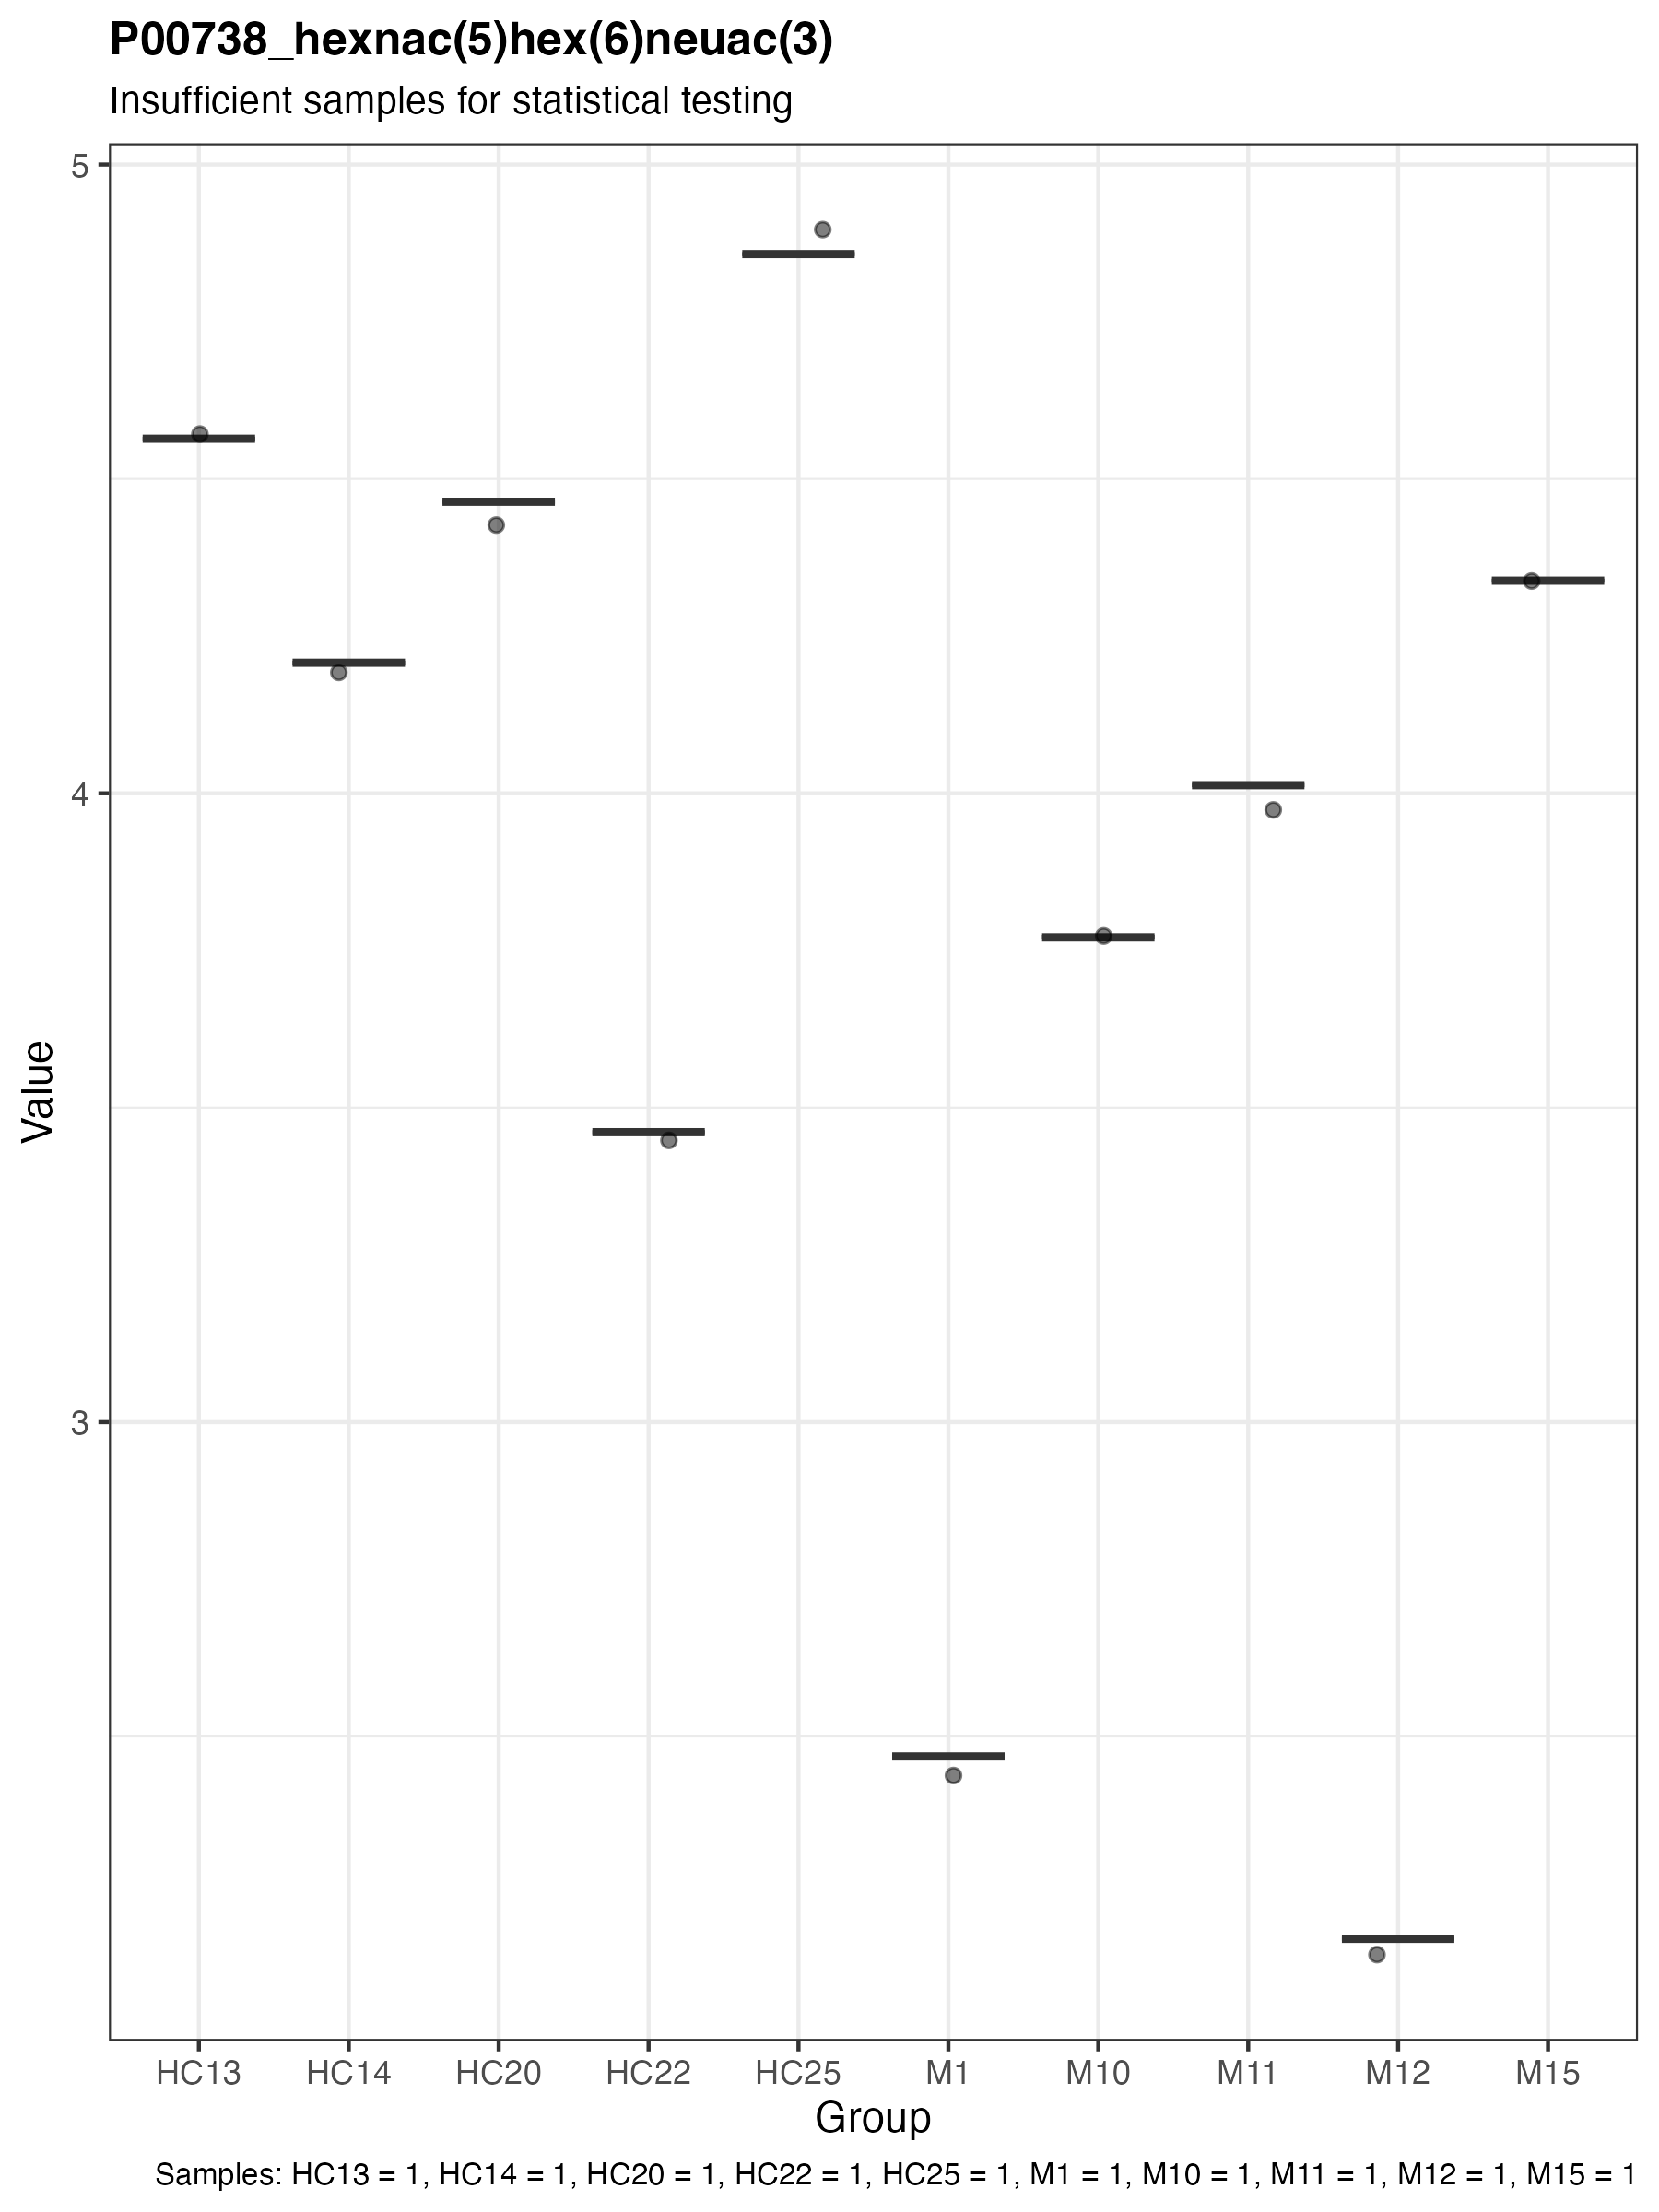 P00738_hexnac(5)hex(6)neuac(3)
Insufficient samples for statistical testing
5
4
3
Value
HC13 HC14 HC20 HC22 HC25 M1 M10 M11 M12 M15
Group
Samples: HC13 = 1, HC14 = 1, HC20 = 1, HC22 = 1, HC25 = 1, M1 = 1, M10 = 1, M11 = 1, M12 = 1, M15 = 1